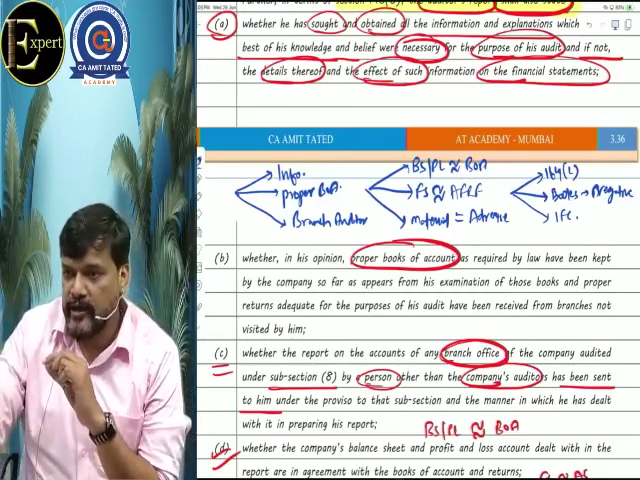 Expert
CA AMIT TATED
ACADEMY
(a) whether he has sought and obtained all the information and explanations which
best of his knowledge and belief were necessary for the purpose of his audit and if not,
the details thereof and the effect of such information on the financial statements;
CA AMIT TATED AT ACADEMY - MUMBAI 3.36
Info.
proper BoA.
Branch Auditor
BS/PL ≈ BoA
FS ≈ AFRF
material = Adverse
164(2)
Books → Negative
IFC.
(b) whether, in his opinion, proper books of account as required by law have been kept
by the company so far as appears from his examination of those books and proper
returns adequate for the purposes of his audit have been received from branches not
visited by him;
(c) whether the report on the accounts of any branch office of the company audited
under sub-section (8) by a person other than the company's auditors has been sent
to him under the proviso to that sub-section and the manner in which he has dealt
with it in preparing his report;
BS/PL ≈ BoA
(d) whether the company's balance sheet and profit and loss account dealt with in the
report are in agreement with the books of account and returns;